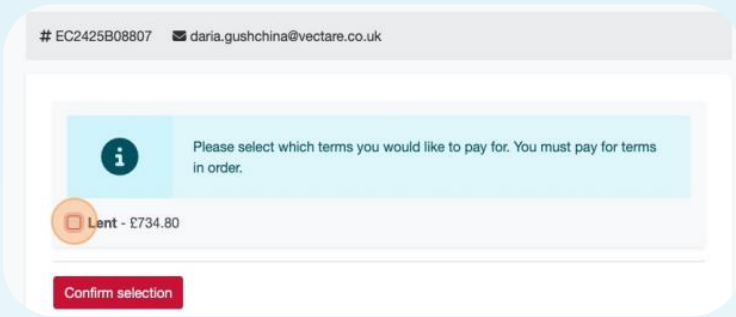 # EC2425B08807 daria.gushchina@vectare.co.uk
Please select which terms you would like to pay for. You must pay for terms
in order.
Lent - £734.80
Confirm selection